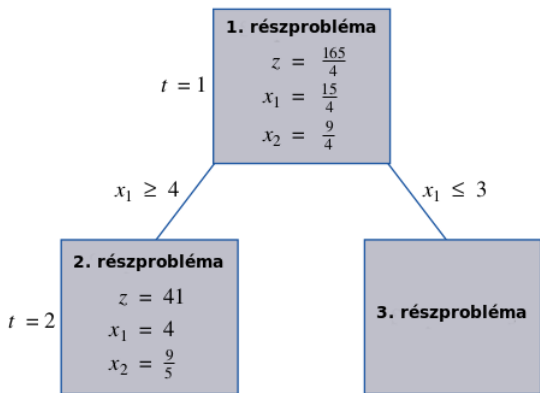 1. részprobléma
z = 165/4
t = 1
x₁ = 15/4
x₂ = 9/4
x₁ ≥ 4
x₁ ≤ 3
2. részprobléma
z = 41
t = 2
x₁ = 4
x₂ = 9/5
3. részprobléma